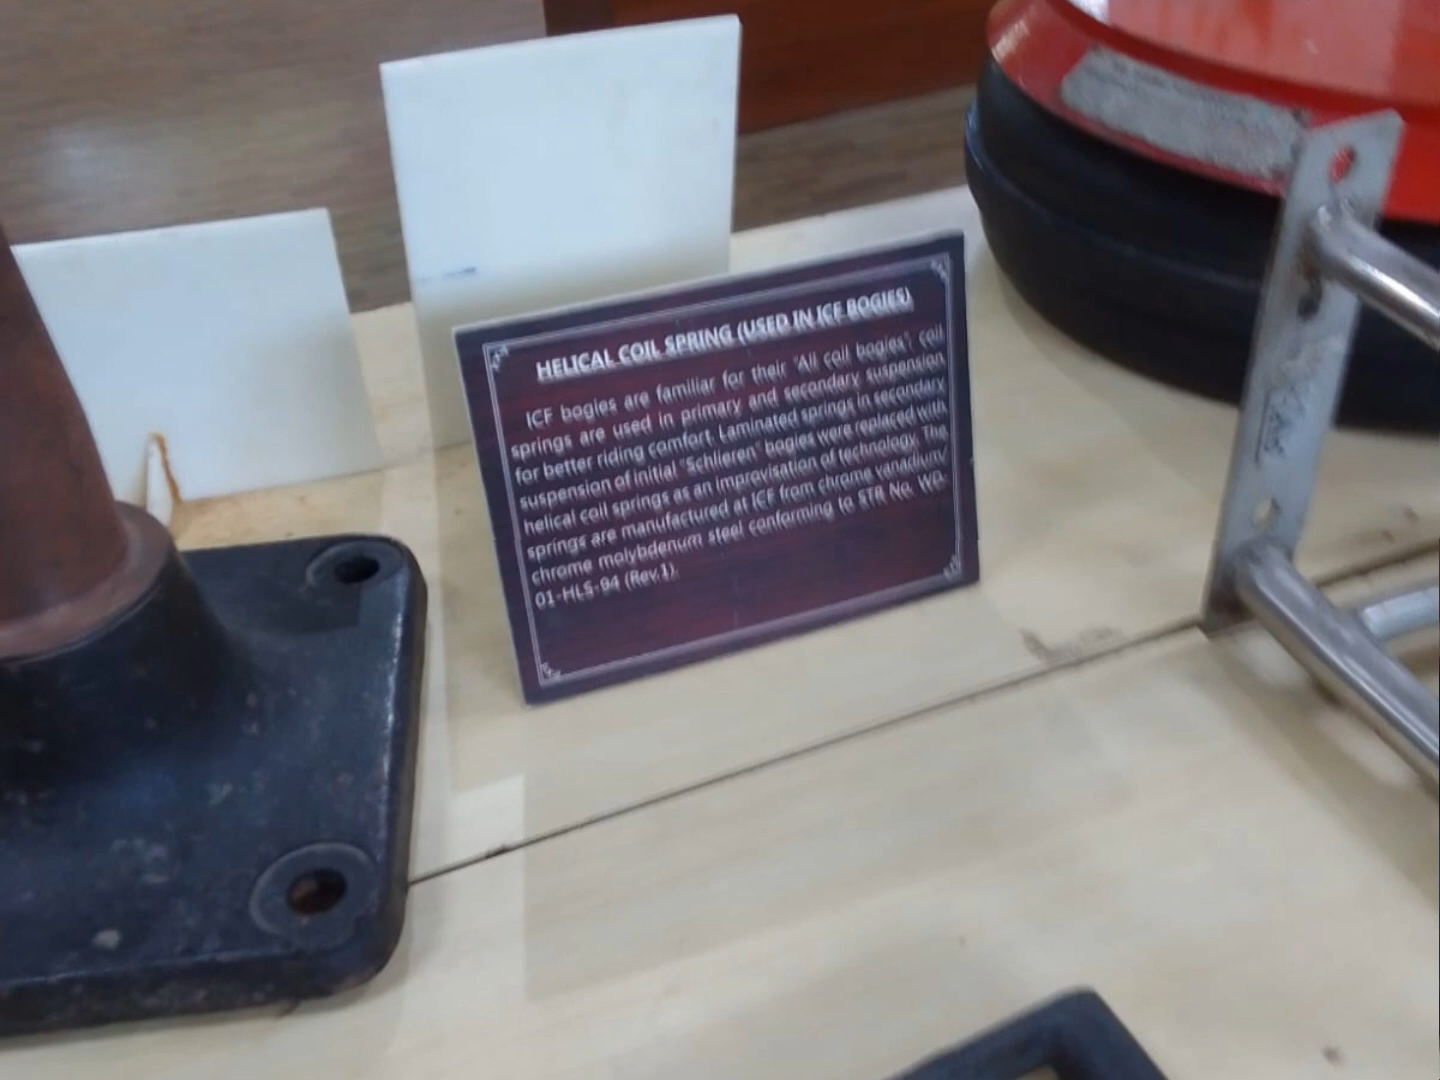 HELICAL COIL SPRING (USED IN ICF BOGIES)
ICF bogies are familiar for their "All coil bogies". coil
springs are used in primary and secondary suspension
for better riding comfort. Laminated springs in secondary
suspension of initial "Schlieren" bogies were replaced with
helical coil springs as an improvisation of technology. The
springs are manufactured at ICF from chrome vanadium/
chrome molybdenum steel conforming to STR No. WD-
01-HLS-94 (Rev.1).